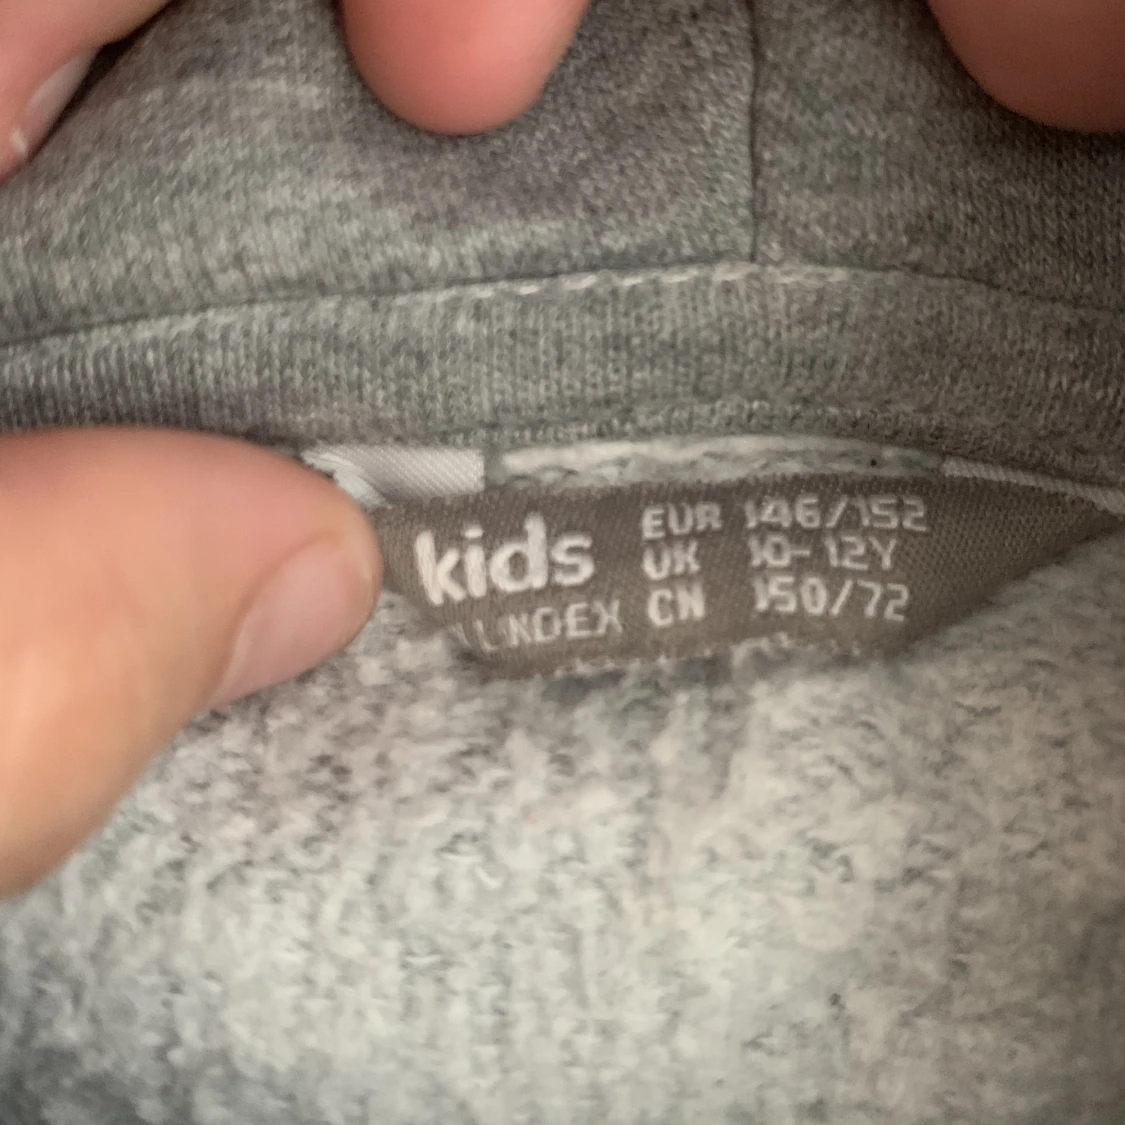 kids
LINDEX
EUR 146/152
UK 10-12Y
CN 150/72